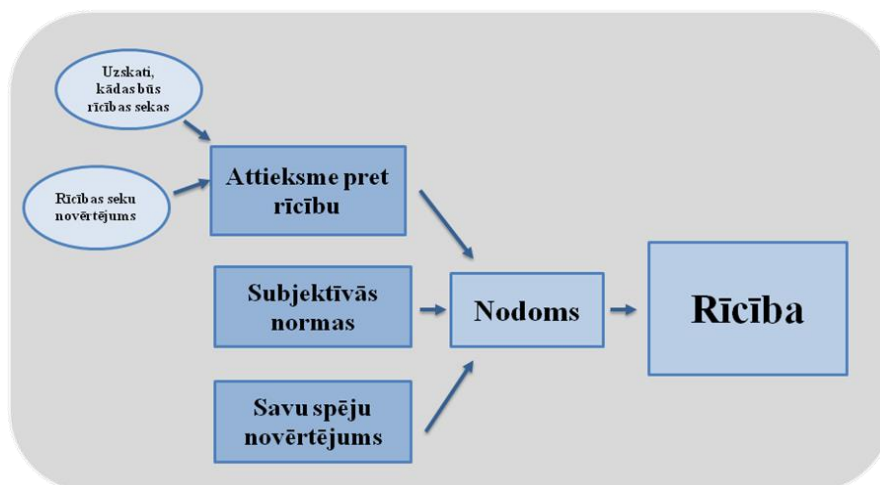 Uzskati,
kādas būs
rīcības sekas
Rīcības seku
novērtējums
Attieksme pret
rīcību
Subjektīvās
normas
Savu spēju
novērtējums
Nodoms
Rīcība